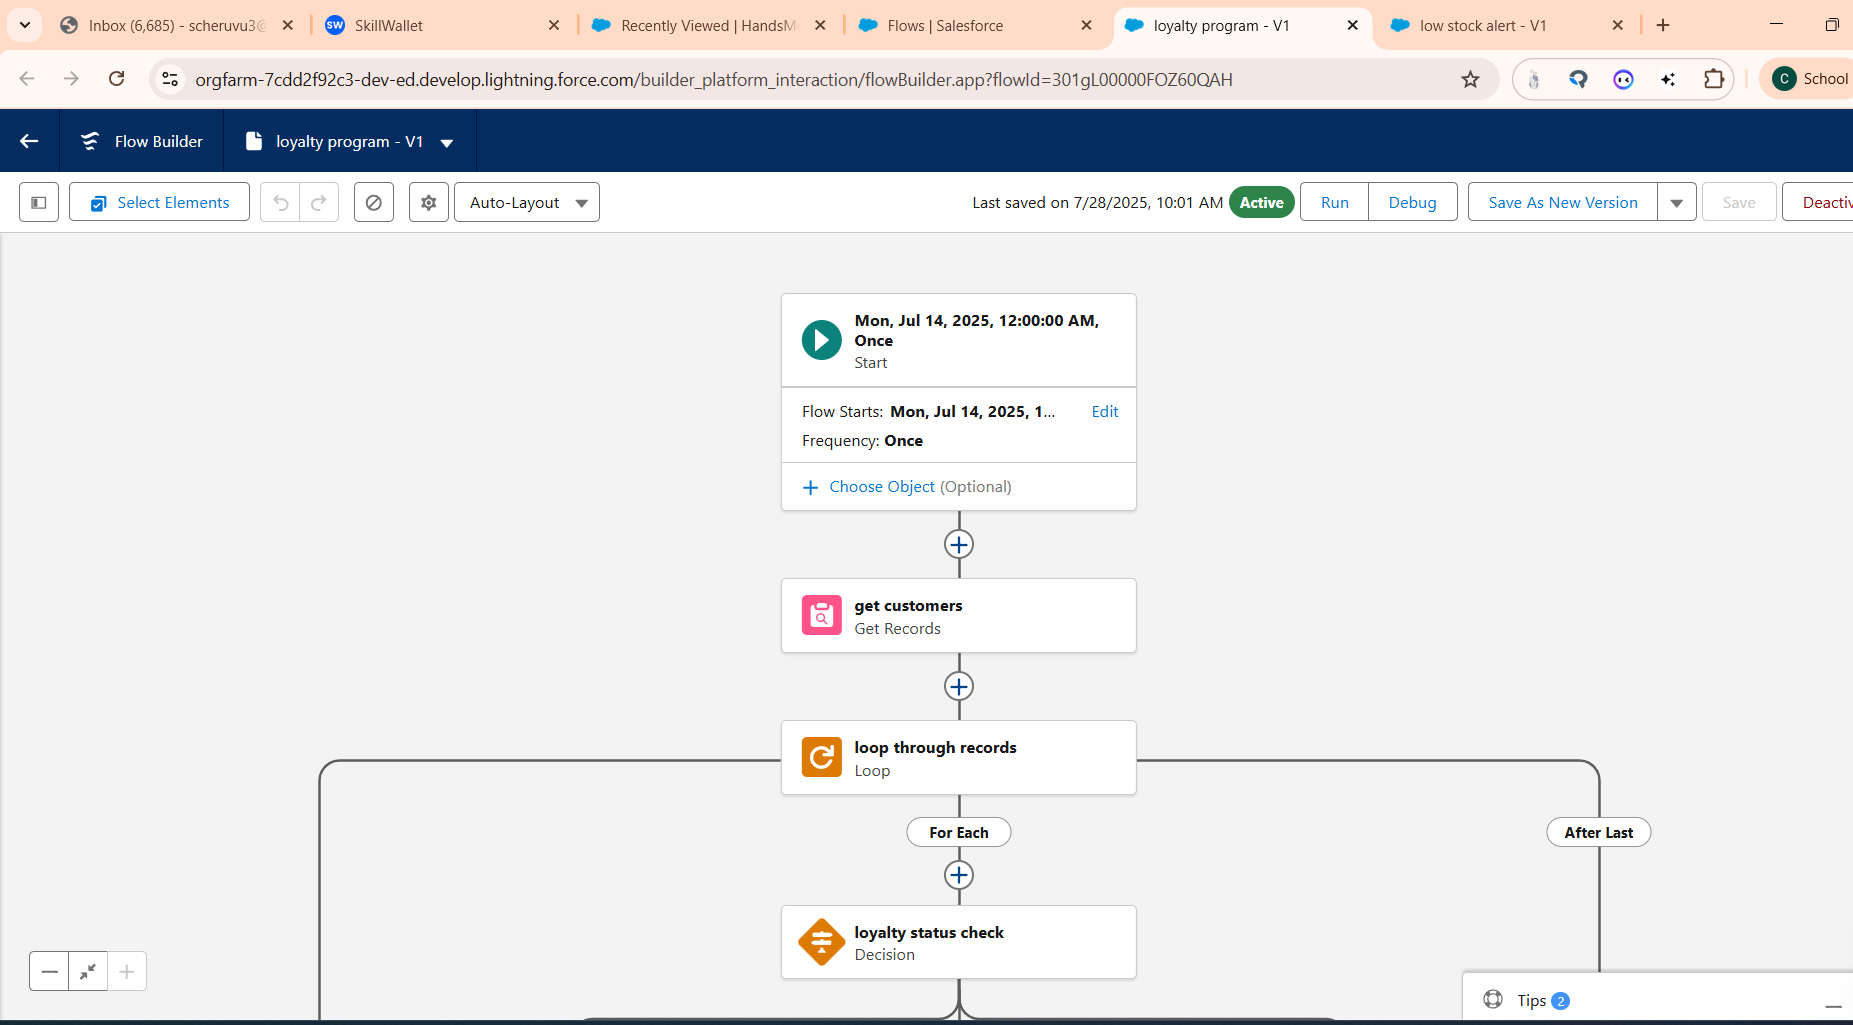 Inbox (6,685) - scheruvu3@
SW SkillWallet
Recently Viewed | HandsM
Flows | Salesforce
loyalty program - V1
low stock alert - V1
orgfarm-7cdd2f92c3-dev-ed.develop.lightning.force.com/builder_platform_interaction/flowBuilder.app?flowId=301gL00000FOZ60QAH
C School
Flow Builder
loyalty program - V1
Select Elements
Auto-Layout
Last saved on 7/28/2025, 10:01 AM
Active
Run
Debug
Save As New Version
Save
Deactiv
Mon, Jul 14, 2025, 12:00:00 AM,
Once
Start
Flow Starts: Mon, Jul 14, 2025, 1... Edit
Frequency: Once
Choose Object (Optional)
get customers
Get Records
loop through records
Loop
For Each
After Last
loyalty status check
Decision
Tips 2